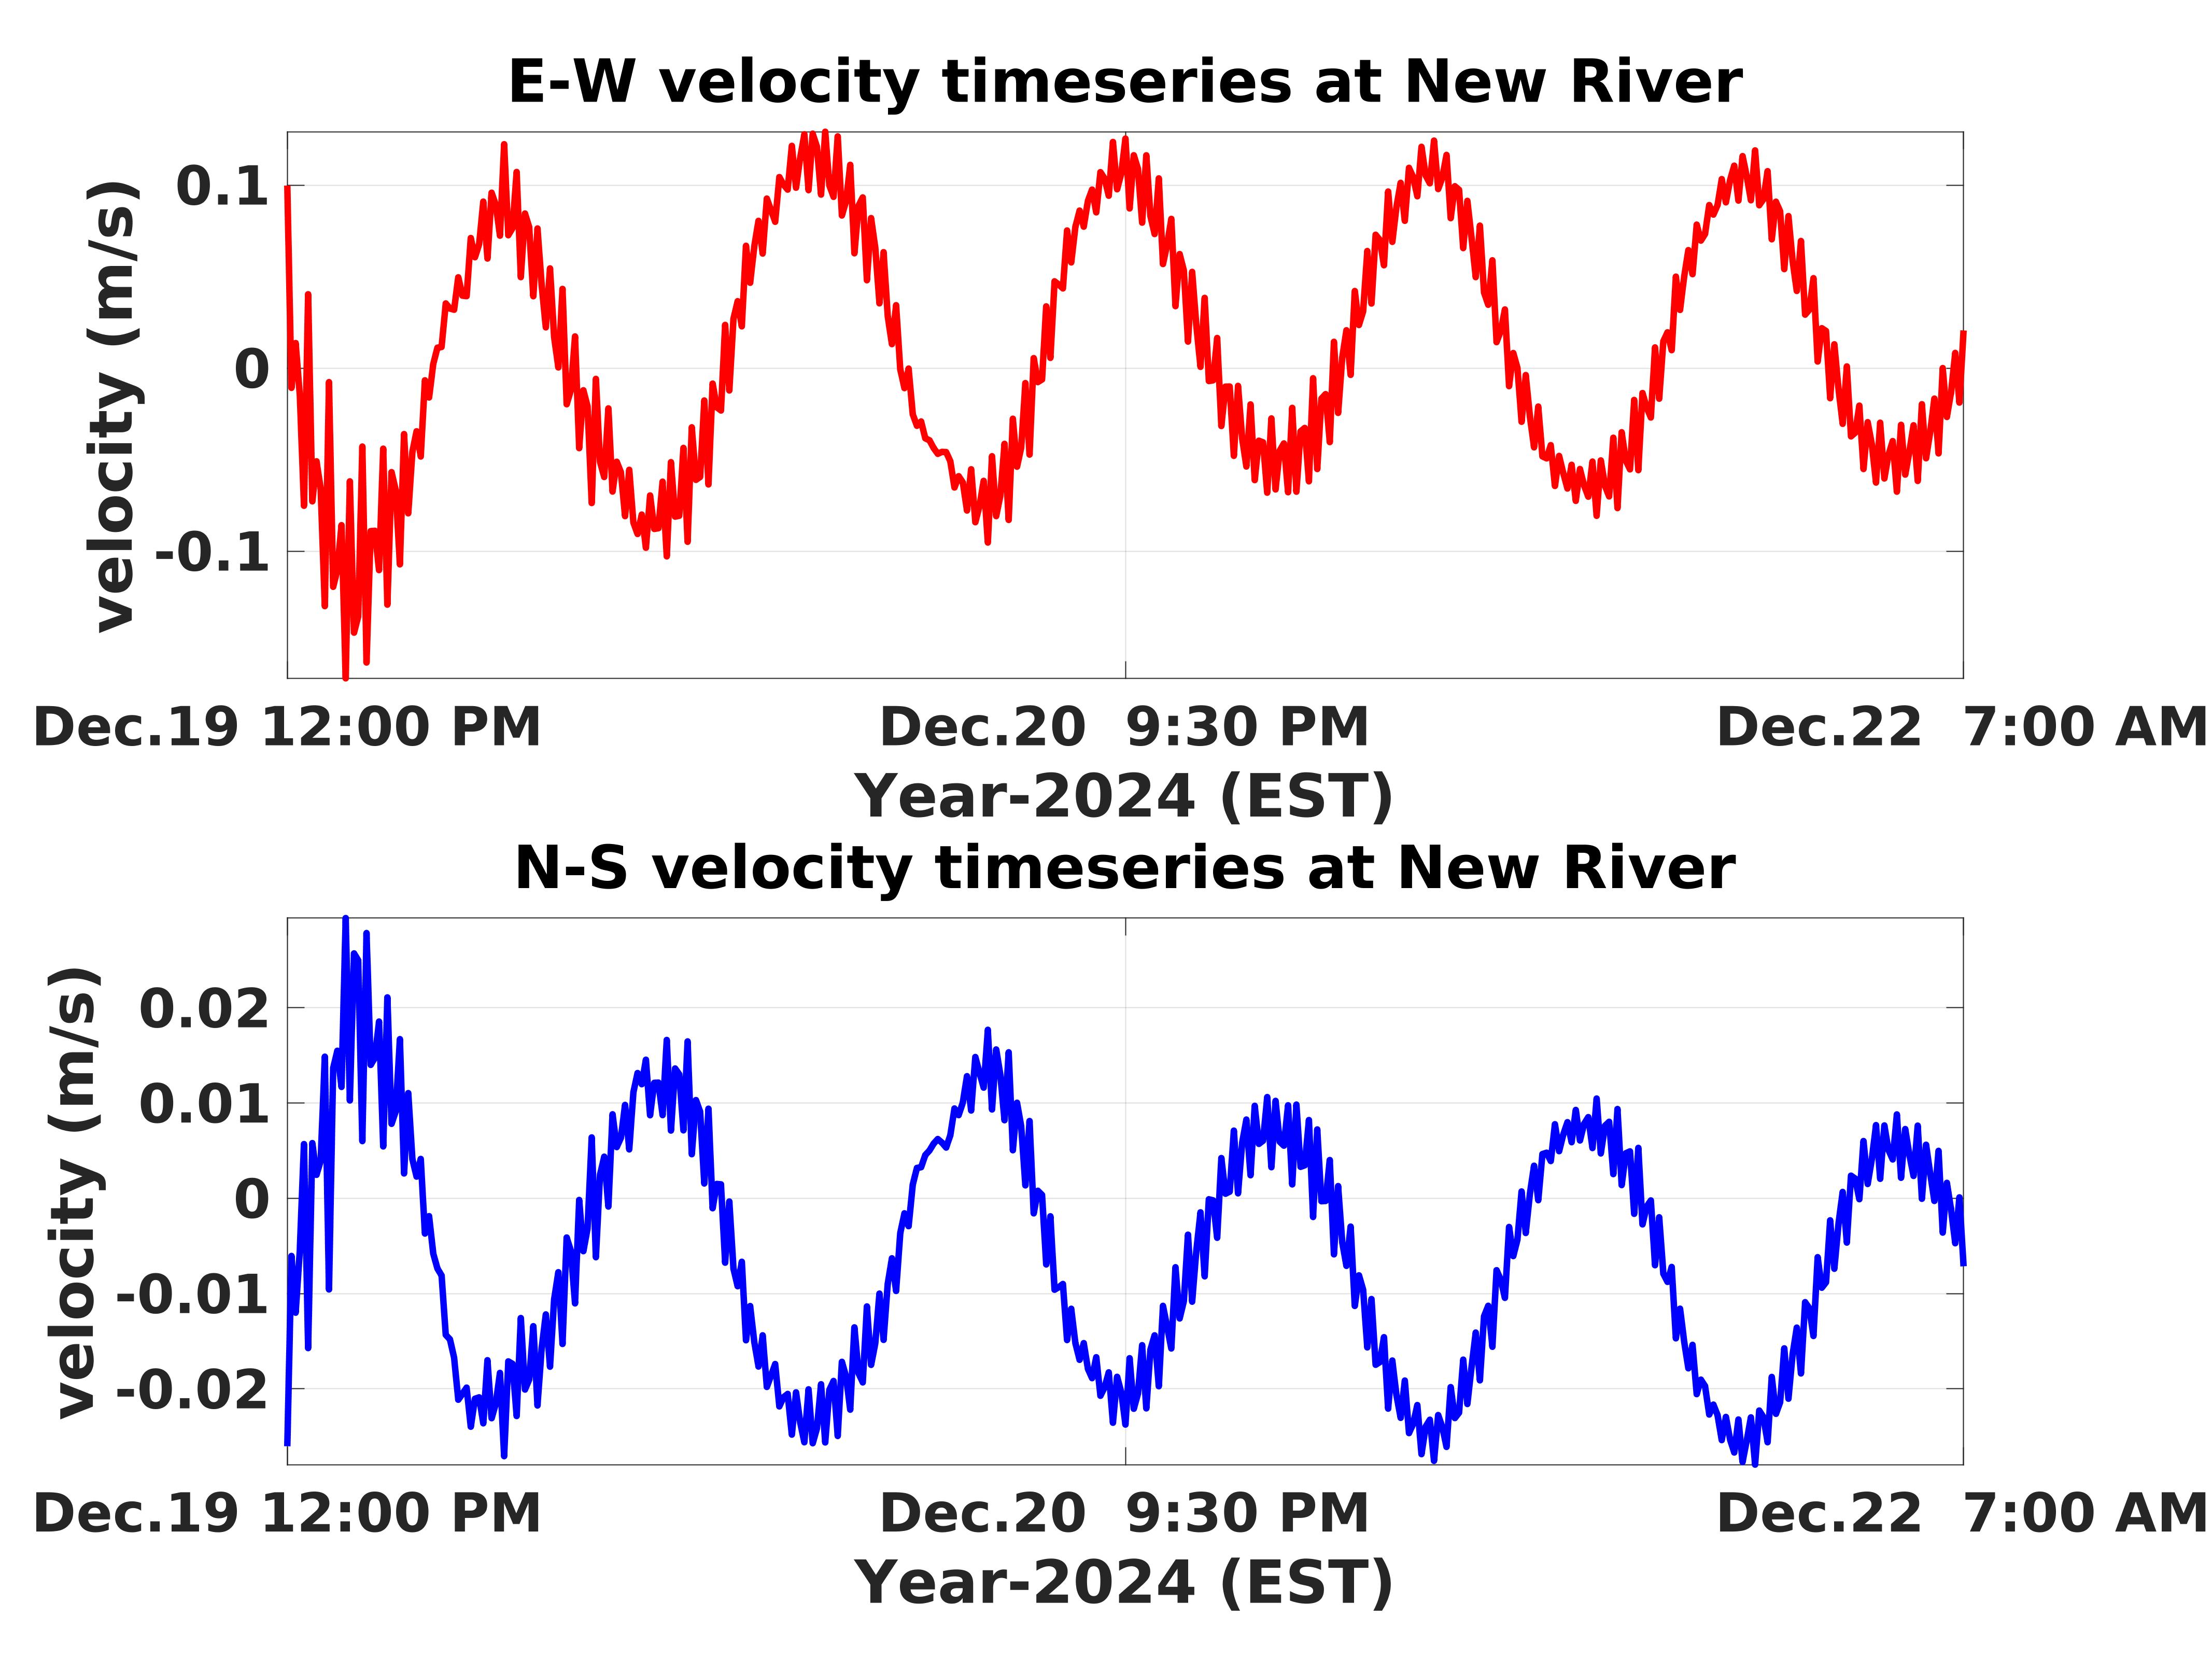 E-W velocity timeseries at New River
velocity (m/s)
0.1
0
-0.1
Dec.19 12:00 PM
Dec.20  9:30 PM
Dec.22  7:00 AM
Year-2024 (EST)
N-S velocity timeseries at New River
velocity (m/s)
0.02
0.01
0
-0.01
-0.02
Dec.19 12:00 PM
Dec.20  9:30 PM
Dec.22  7:00 AM
Year-2024 (EST)